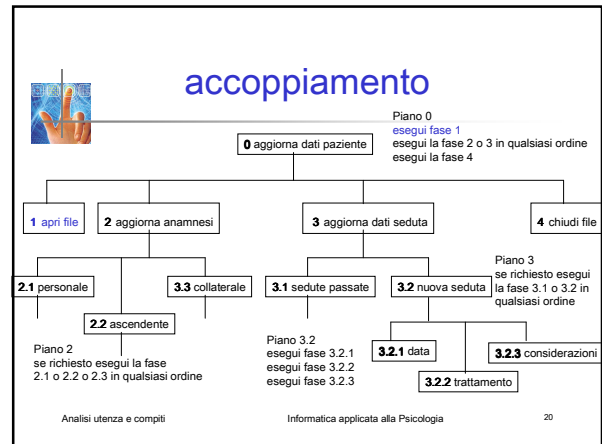 accoppiamento
Piano 0
esegui fase 1
esegui la fase 2 o 3 in qualsiasi ordine
esegui la fase 4
0 aggiorna dati paziente
1 apri file
2 aggiorna anamnesi
3 aggiorna dati seduta
4 chiudi file
Piano 3
se richiesto esegui
la fase 3.1 o 3.2 in
qualsiasi ordine
2.1 personale
3.3 collaterale
3.1 sedute passate
3.2 nuova seduta
2.2 ascendente
Piano 2
se richiesto esegui la fase
2.1 o 2.2 o 2.3 in qualsiasi ordine
Piano 3.2
esegui fase 3.2.1
esegui fase 3.2.2
esegui fase 3.2.3
3.2.1 data
3.2.3 considerazioni
3.2.2 trattamento
Analisi utenza e compiti
Informatica applicata alla Psicologia
20